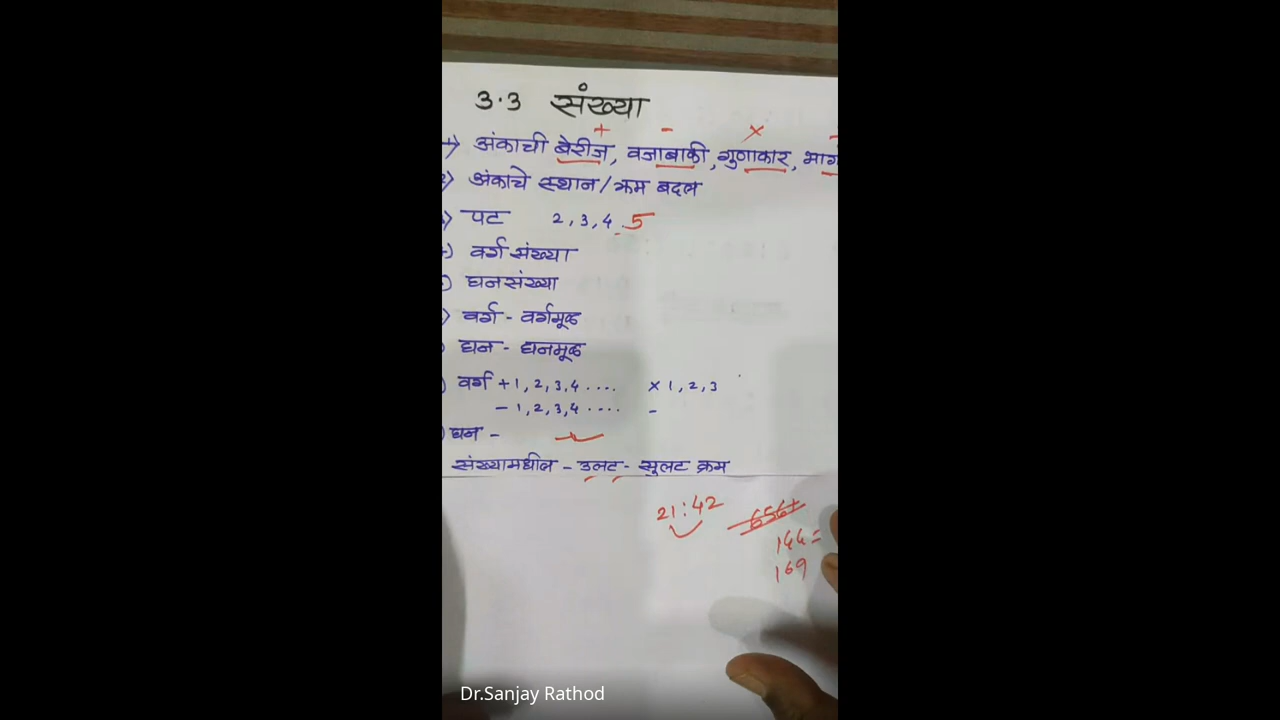 3.3 संख्या
+ - ×
अंकाची बेरीज, वजाबाकी, गुणाकार, भाग
अंकाचे स्थान/क्रम बदल
पट 2, 3, 4 5
वर्ग संख्या
घन संख्या
वर्ग - वर्गमूळ
घन - घनमूळ
वर्ग + 1, 2, 3, 4 .... × 1, 2, 3
- 1, 2, 3, 4 .... -
घन -
संख्यामधील - उलट - सुलट क्रम
21:42
6561
144 =
169
Dr.Sanjay Rathod